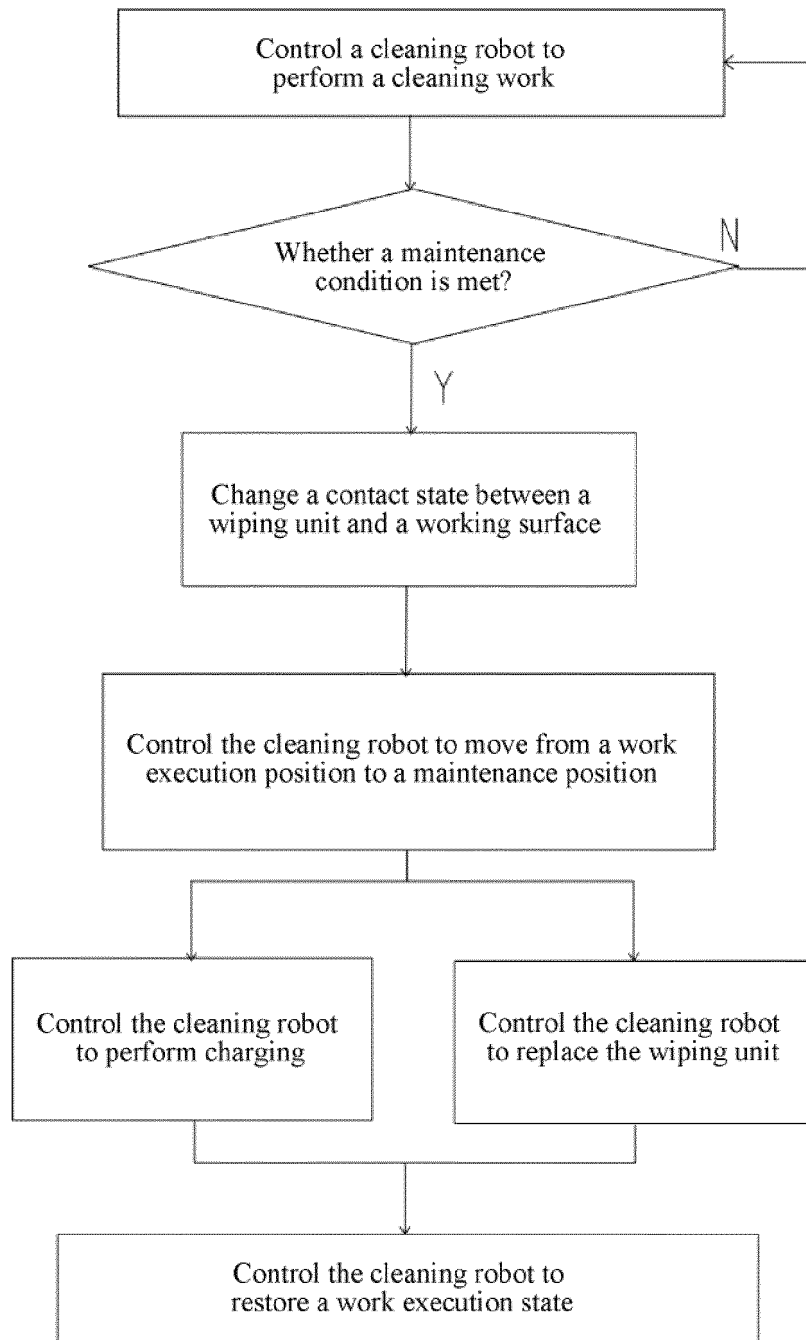 Control a cleaning robot to
perform a cleaning work
Whether a maintenance
condition is met?
N
Y
Change a contact state between a
wiping unit and a working surface
Control the cleaning robot to move from a work
execution position to a maintenance position
Control the cleaning robot
to perform charging
Control the cleaning robot
to replace the wiping unit
Control the cleaning robot to
restore a work execution state